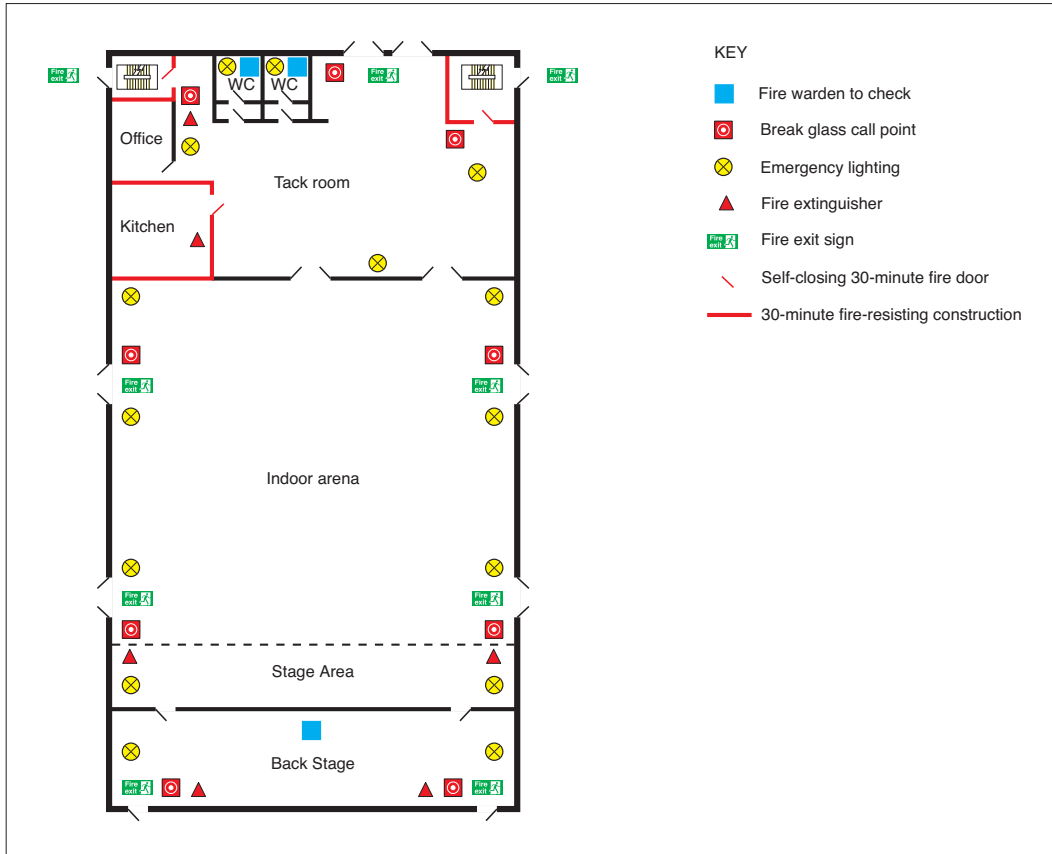 KEY
Fire warden to check
Break glass call point
Emergency lighting
Fire extinguisher
Fire exit
Fire exit sign
Self-closing 30-minute fire door
30-minute fire-resisting construction
Fire exit
Fire exit
Fire exit
WC
WC
Office
Tack room
Kitchen
Fire exit
Fire exit
Indoor arena
Fire exit
Fire exit
Stage Area
Back Stage
Fire exit
Fire exit